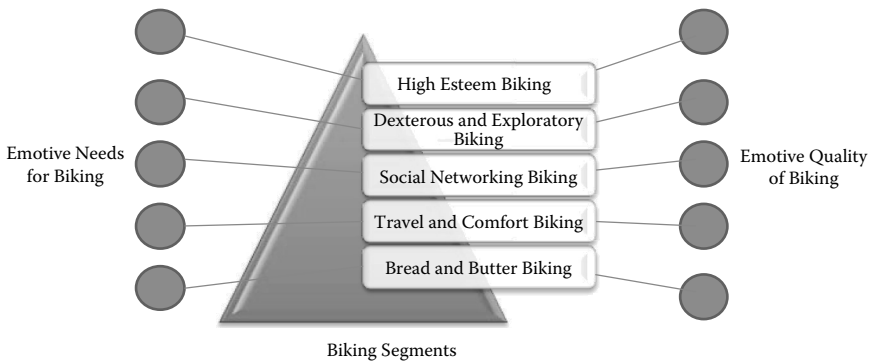 High Esteem Biking
Dexterous and Exploratory
Biking
Emotive Needs
for Biking
Social Networking Biking
Emotive Quality
of Biking
Travel and Comfort Biking
Bread and Butter Biking
Biking Segments